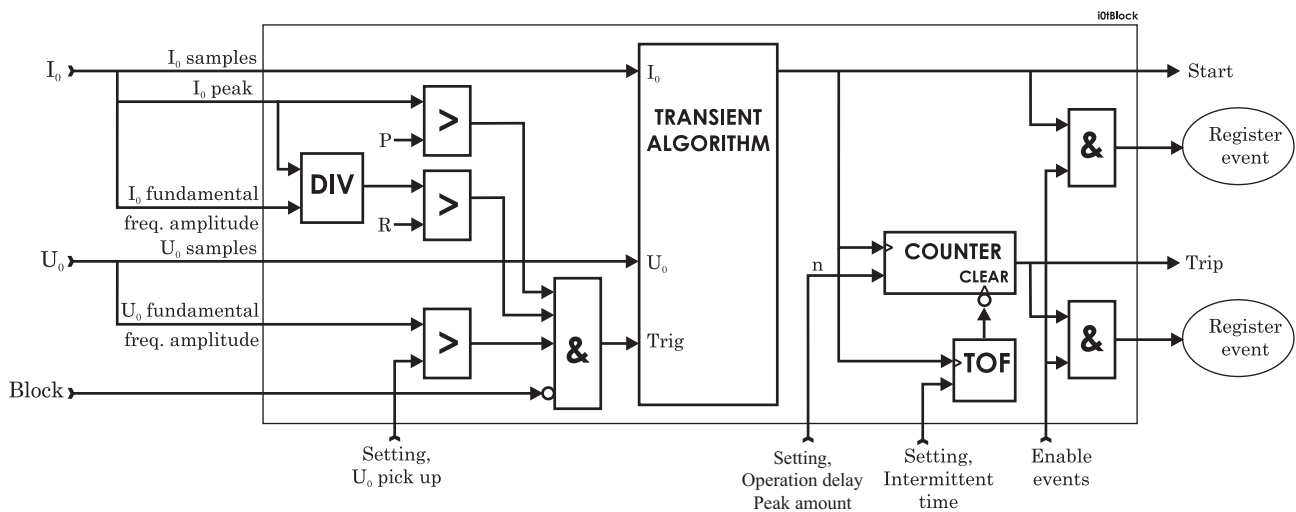 i0tBlock
I₀
I₀ samples
I₀
Start
I₀ peak
>
P
TRANSIENT
ALGORITHM
&
Register
event
DIV
>
R
I₀ fundamental
freq. amplitude
U₀
U₀ samples
U₀
COUNTER
CLEAR
n
Trip
U₀ fundamental
freq. amplitude
>
&
Trig
TOF
&
Register
event
Block
Setting,
U₀ pick up
Setting,
Operation delay
Peak amount
Setting,
Intermittent
time
Enable
events